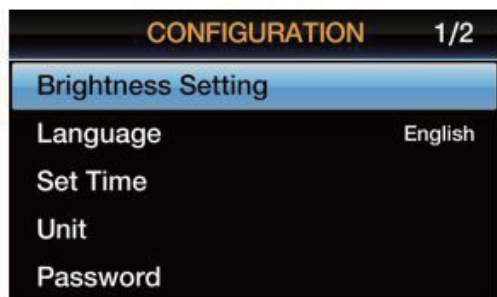 CONFIGURATION 1/2
Brightness Setting
Language English
Set Time
Unit
Password